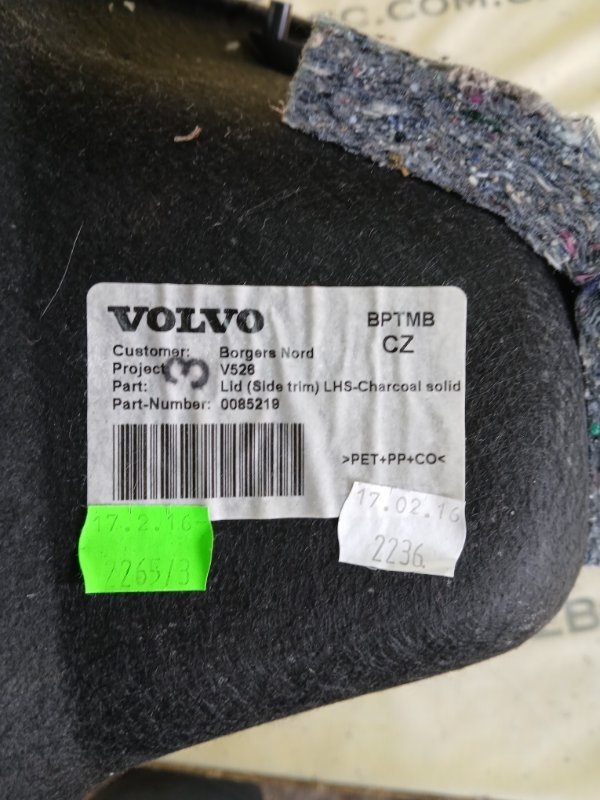 VOLVO
BPTMB
CZ
Customer: Borgers Nord
Project: V526
3
Part: Lid (Side trim) LHS-Charcoal solid
Part-Number: 0085219
>PET+PP+CO<
17.2.16-
2265/3
17.02.16
2236.